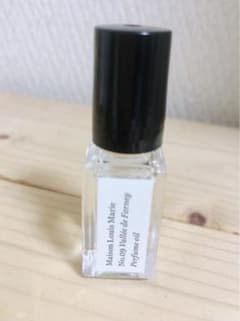 Maison Louis Marie
No.09 Vallée de Farney
Perfume oil